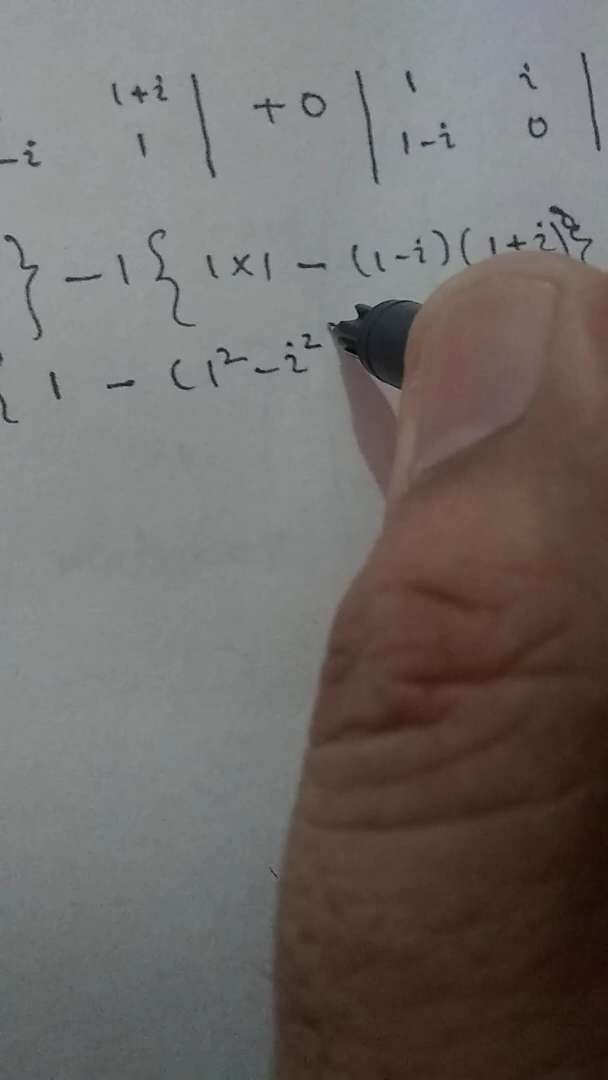 1+i | + 0 | 1 i |
-i 1 | 1-i 0
} - 1 { 1×1 - (1-i)(1+i)}
{ 1 - (1² - i²